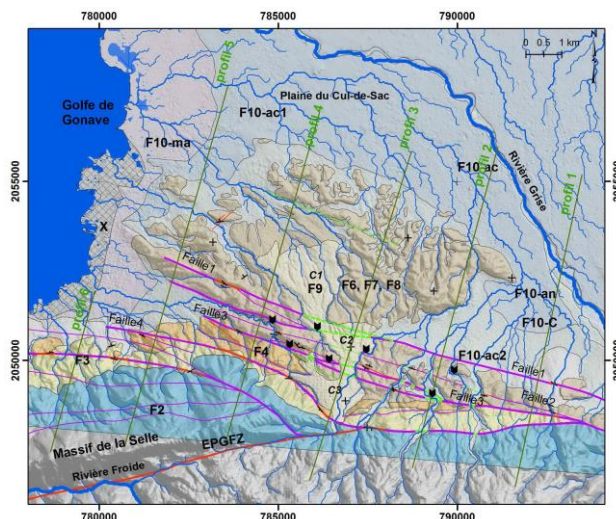 780000 785000 790000
0 0.5 1 km
Golfe de
Gonave
profil 5
Plaine du Cul-de-Sac
profil 4
F10-ac1
profil 3
F10-ma
F10-ac
profil 2
Rivière Grise
profil 1
2055000
X
C1
F9
F6, F7, F8
Faille1
F10-an
F10-C
profil 6
Faille3
C2
2050000
Faille4
F3
F4
F10-ac2
Faille1
C3
Faille3
Faille2
F2
Massif de la Selle
EPGFZ
Rivière Froide
780000 785000 790000